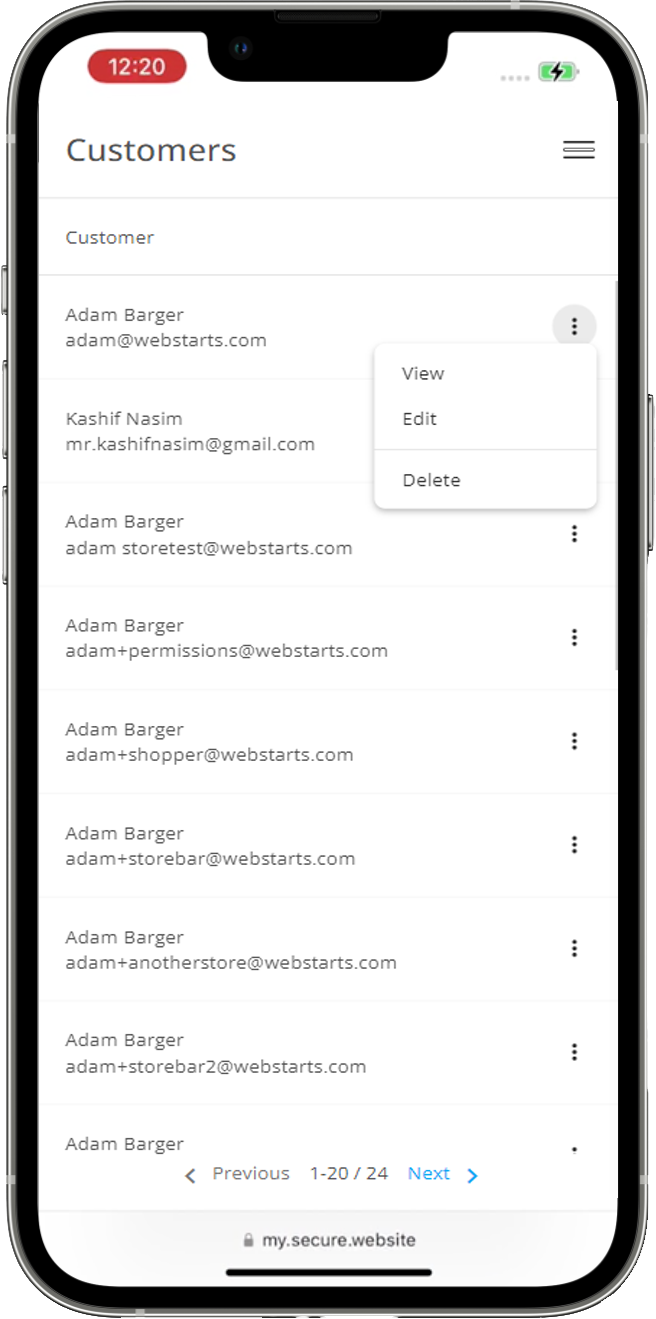 12:20
Customers
Customer
Adam Barger
adam@webstarts.com
View
Edit
Delete
Kashif Nasim
mr.kashifnasim@gmail.com
Adam Barger
adam storetest@webstarts.com
Adam Barger
adam+permissions@webstarts.com
Adam Barger
adam+shopper@webstarts.com
Adam Barger
adam+storebar@webstarts.com
Adam Barger
adam+anotherstore@webstarts.com
Adam Barger
adam+storebar2@webstarts.com
Adam Barger
Previous 1-20 / 24 Next
my.secure.website